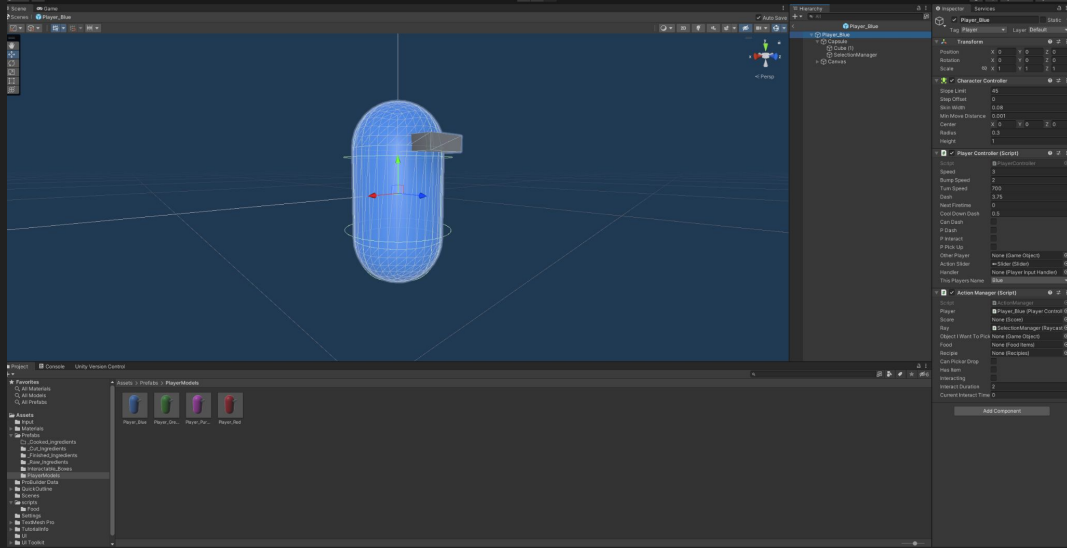 Scene Game
Scenes Player_Blue
Auto Save
2D
Persp
Hierarchy
All
Player_Blue
Player_Blue
Capsule
Cube (1)
SelectionManager
Canvas
Inspector Services
Player_Blue Static
Tag Player Layer Default
Transform
Position X 0 Y 0 Z 0
Rotation X 0 Y 0 Z 0
Scale X 1 Y 1 Z 1
Character Controller
Slope Limit 45
Step Offset 0
Skin Width 0.08
Min Move Distance 0.001
Center X 0 Y 0 Z 0
Radius 0.3
Height 1
Player Controller (Script)
Script PlayerController
Speed 3
Bump Speed 2
Turn Speed 700
Dash 3.75
Next Firetime 0
Cool Down Dash 0.5
Can Dash
P Dash
P Interact
P Pick Up
Other Player None (Game Object)
Action Slider Slider (Slider)
Handler None (Player Input Handler)
This Players Name Blue
Action Manager (Script)
Script ActionManager
Player Player_Blue (Player Control
Score None (Score)
Ray SelectionManager (Raycast
Object I Want To Pick None (Game Object)
Food None (Food Items)
Recipie None (Recipies)
Can Picker Drop
Has Item
Interacting
Interact Duration 2
Current Interact Time 0
Add Component
Project Console Unity Version Control
Favorites
All Materials
All Models
All Prefabs
Assets
Input
Materials
Prefabs
_Cooked_Ingredients
_Cut_Ingredients
_Finished_Ingredients
_Raw_Ingredients
Interactable_Boxes
PlayerModels
ProBuilder Data
QuickOutline
Scenes
scripts
Food
Settings
TextMesh Pro
TutorialInfo
UI
UI Toolkit
Assets > Prefabs > PlayerModels
Player_Blue Player_Gre... Player_Pur... Player_Red